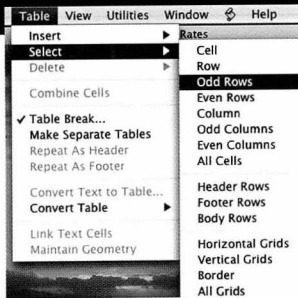 Table View Utilities Window Help
Insert
Select
Delete
Combine Cells
✓ Table Break...
Make Separate Tables
Repeat As Header
Repeat As Footer
Convert Text to Table...
Convert Table
Link Text Cells
Maintain Geometry
Rates
Cell
Row
Odd Rows
Even Rows
Column
Odd Columns
Even Columns
All Cells
Header Rows
Footer Rows
Body Rows
Horizontal Grids
Vertical Grids
Border
All Grids